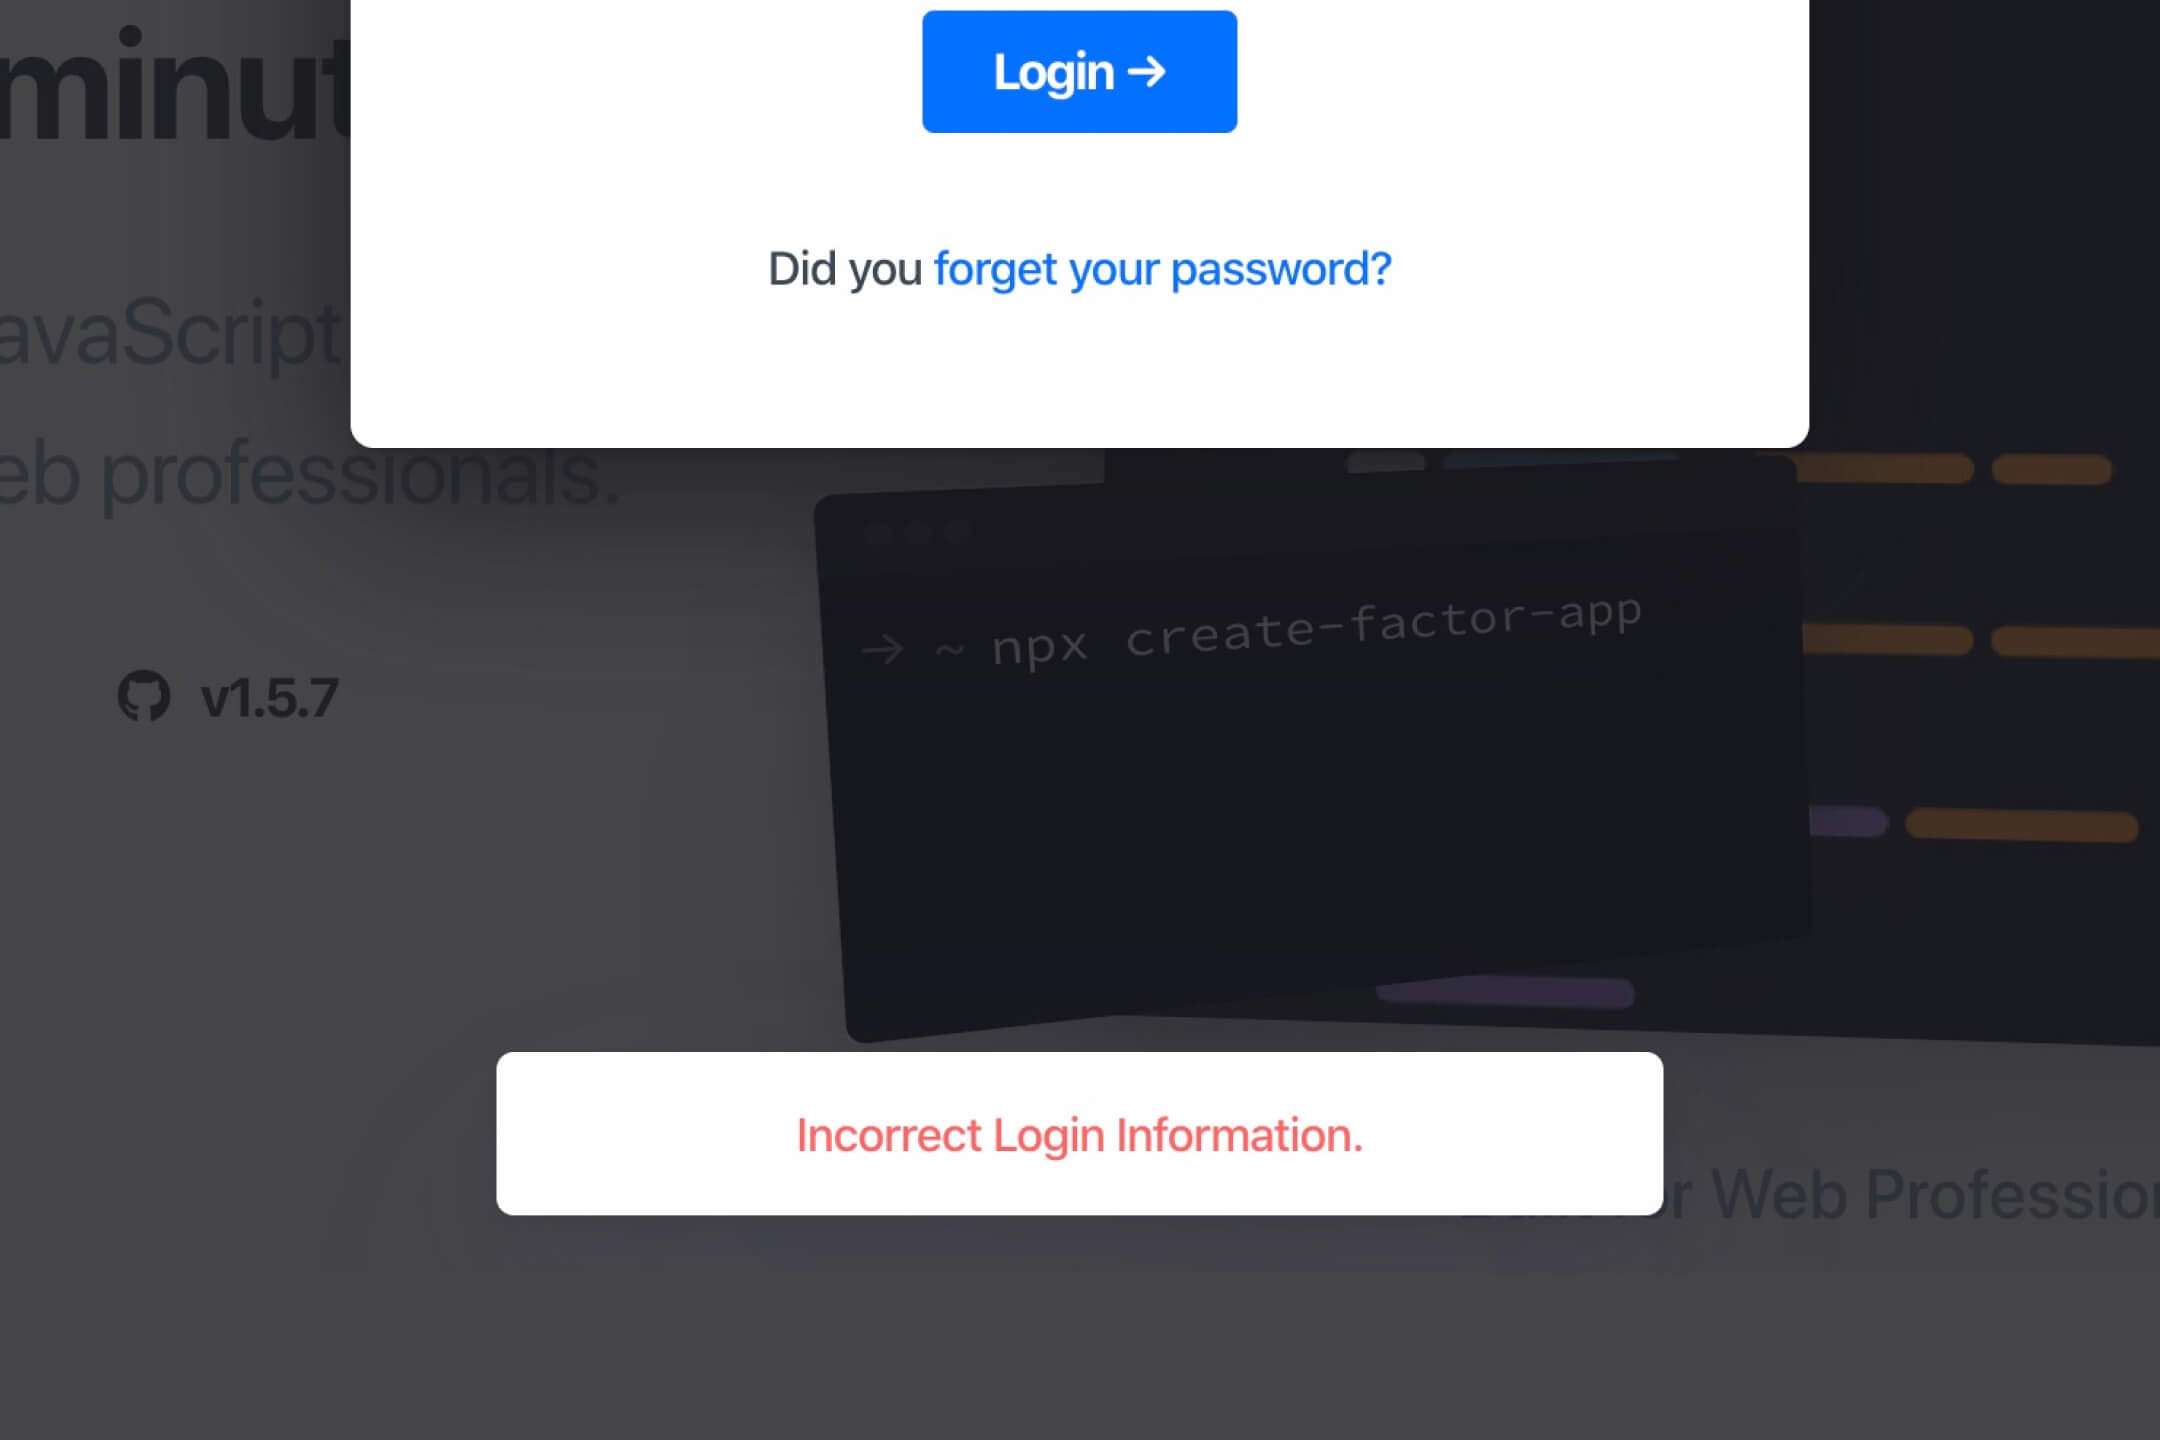 minut
Login →
Did you forget your password?
avaScript
eb professionals.
→ ~ npx create-factor-app
v1.5.7
Incorrect Login Information.
r Web Profession